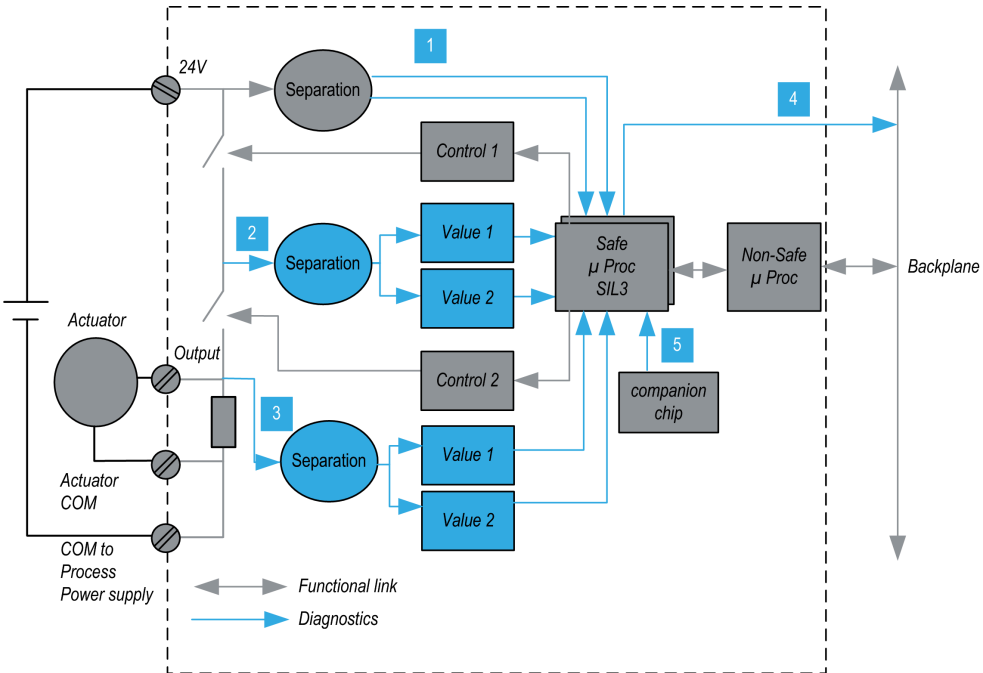 1
24V
Separation
4
Control 1
2
Value 1
Separation
Value 2
Safe
µ Proc
SIL3
Non-Safe
µ Proc
Backplane
Actuator
Output
5
Control 2
companion
chip
3
Value 1
Separation
Value 2
Actuator
COM
COM to
Process
Power supply
Functional link
Diagnostics